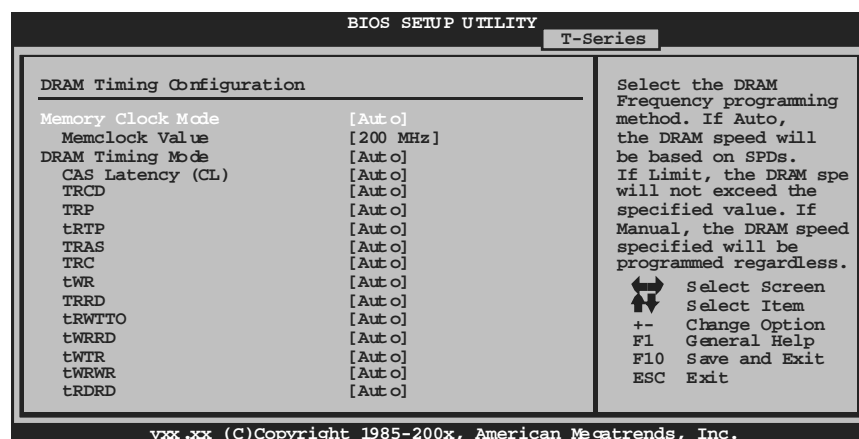 BIOS SETUP UTILITY
T-Series
DRAM Timing Configuration
Memory Clock Mode [Auto]
Memclock Value [200 MHz]
DRAM Timing Mode [Auto]
CAS Latency (CL) [Auto]
TRCD [Auto]
TRP [Auto]
tRTP [Auto]
TRAS [Auto]
TRC [Auto]
tWR [Auto]
TRRD [Auto]
tRWTTO [Auto]
tWRRD [Auto]
tWTR [Auto]
tWRWR [Auto]
tRDRD [Auto]
Select the DRAM
Frequency programming
method. If Auto,
the DRAM speed will
be based on SPDs.
If Limit, the DRAM spe
will not exceed the
specified value. If
Manual, the DRAM speed
specified will be
programmed regardless.
Select Screen
Select Item
+- Change Option
F1 General Help
F10 Save and Exit
ESC Exit
vxx.xx (C)Copyright 1985-200x, American Megatrends, Inc.